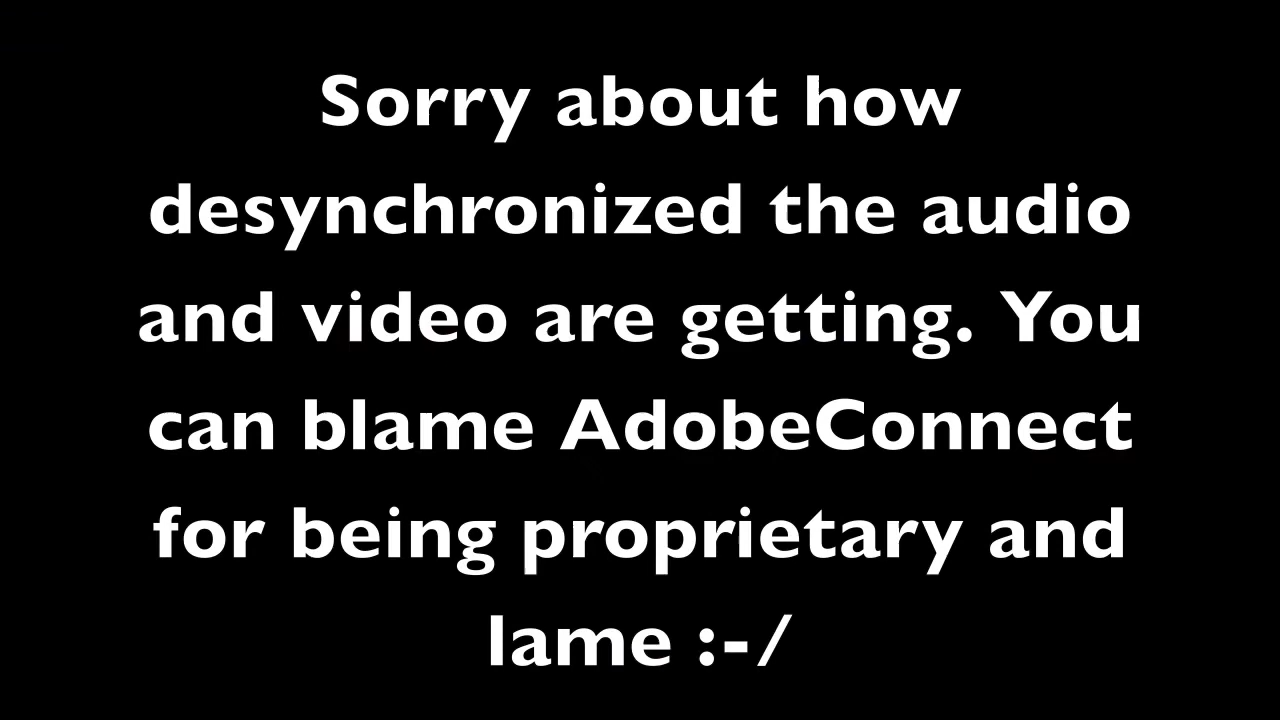 Sorry about how
desynchronized the audio
and video are getting. You
can blame AdobeConnect
for being proprietary and
lame :-/